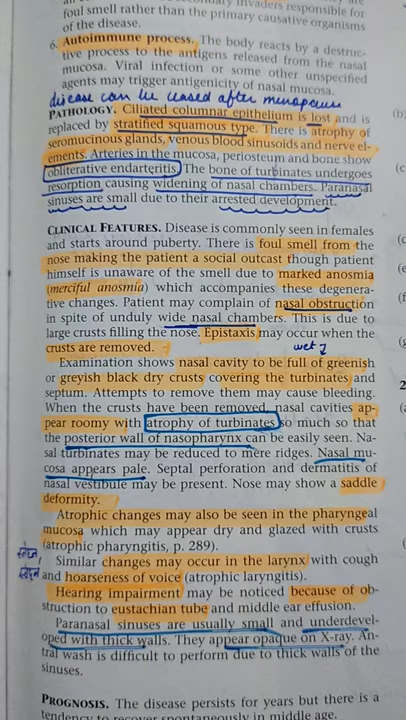 invaders responsible for
foul smell rather than the primary causative organisms
of the disease.
6. Autoimmune process. The body reacts by a destruc-
tive process to the antigens released from the nasal
mucosa. Viral infection or some other unspecified
agents may trigger antigenicity of nasal mucosa.
disease can be ceased after menopause
PATHOLOGY. Ciliated columnar epithelium is lost and is
replaced by stratified squamous type. There is atrophy of
seromucinous glands, venous blood sinusoids and nerve el-
ements. Arteries in the mucosa, periosteum and bone show
obliterative endarteritis. The bone of turbinates undergoes
resorption causing widening of nasal chambers. Paranasal
sinuses are small due to their arrested development.
CLINICAL FEATURES. Disease is commonly seen in females
and starts around puberty. There is foul smell from the
nose making the patient a social outcast though patient
himself is unaware of the smell due to marked anosmia
(merciful anosmia) which accompanies these degenera-
tive changes. Patient may complain of nasal obstruction
in spite of unduly wide nasal chambers. This is due to
large crusts filling the nose. Epistaxis may occur when the
crusts are removed.
wet
Examination shows nasal cavity to be full of greenish
or greyish black dry crusts covering the turbinates and
septum. Attempts to remove them may cause bleeding.
When the crusts have been removed, nasal cavities ap-
pear roomy with atrophy of turbinates so much so that
the posterior wall of nasopharynx can be easily seen. Na-
sal turbinates may be reduced to mere ridges. Nasal mu-
cosa appears pale. Septal perforation and dermatitis of
nasal vestibule may be present. Nose may show a saddle
deformity.
Atrophic changes may also be seen in the pharyngeal
mucosa which may appear dry and glazed with crusts
(atrophic pharyngitis, p. 289).
Similar changes may occur in the larynx with cough
and hoarseness of voice (atrophic laryngitis).
Hearing impairment may be noticed because of ob-
struction to eustachian tube and middle ear effusion.
Paranasal sinuses are usually small and underdevel-
oped with thick walls. They appear opaque on X-ray. An-
tral wash is difficult to perform due to thick walls of the
sinuses.
PROGNOSIS. The disease persists for years but there is a
tendency to recover spontaneously in middle age.
(b)
(c
(c
(e
(f
(g
2
(a